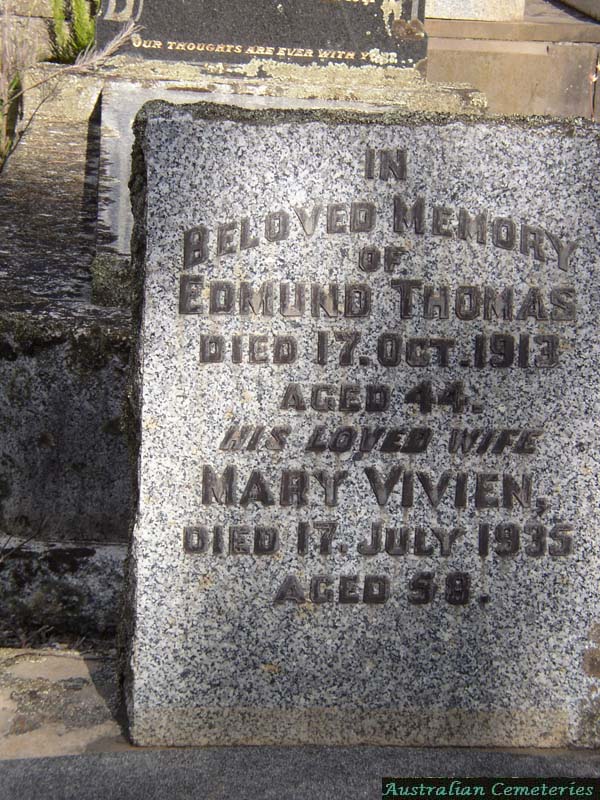 OUR THOUGHTS ARE EVER WITH YOU
IN
BELOVED MEMORY
OF
EDMUND THOMAS
DIED 17. OCT. 1913
AGED 44.
HIS LOVED WIFE
MARY VIVIEN,
DIED 17. JULY 1935
AGED 58.
Australian Cemeteries